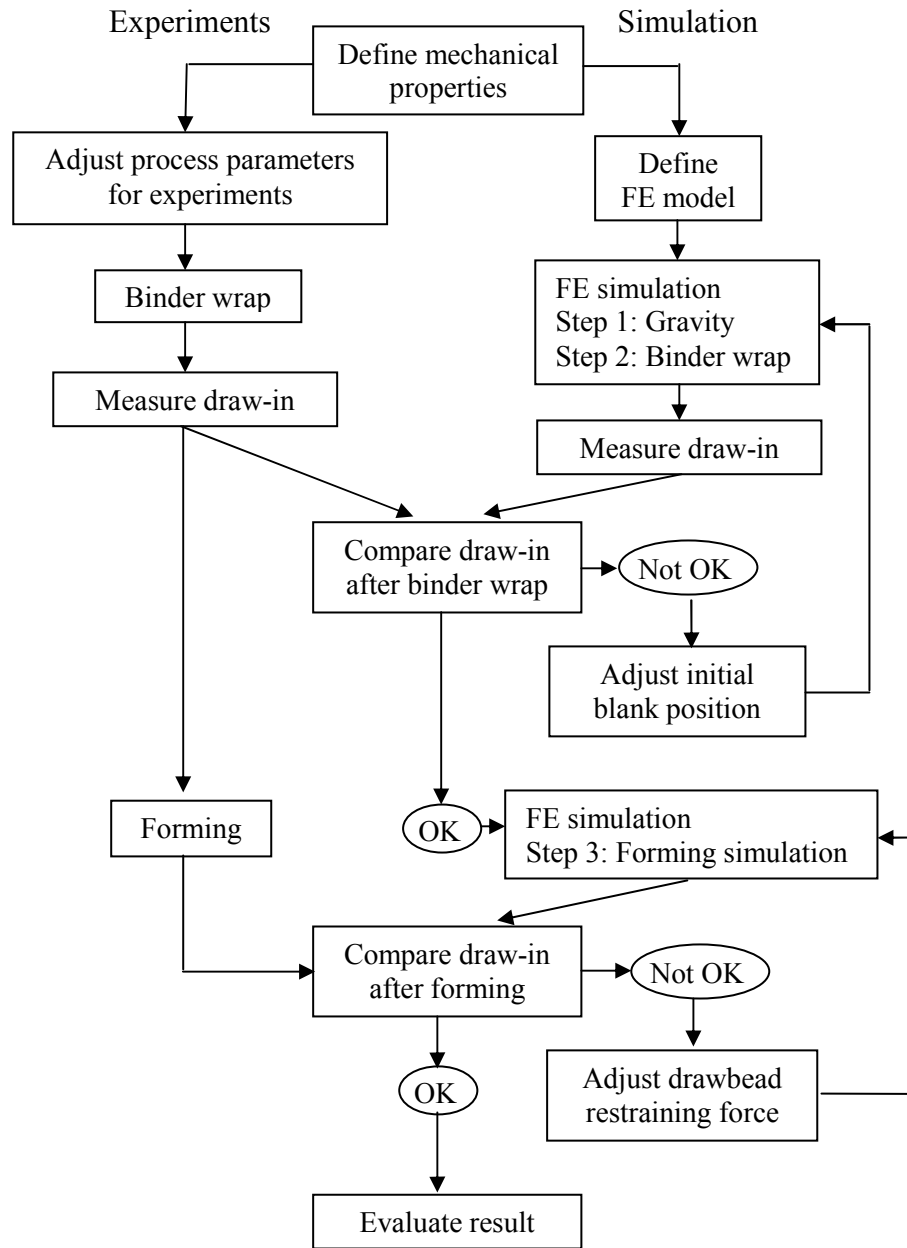 Experiments
Simulation
Define mechanical
properties
Adjust process parameters
for experiments
Define
FE model
Binder wrap
FE simulation
Step 1: Gravity
Step 2: Binder wrap
Measure draw-in
Measure draw-in
Compare draw-in
after binder wrap
Not OK
Adjust initial
blank position
Forming
OK
FE simulation
Step 3: Forming simulation
Compare draw-in
after forming
Not OK
OK
Adjust drawbead
restraining force
Evaluate result